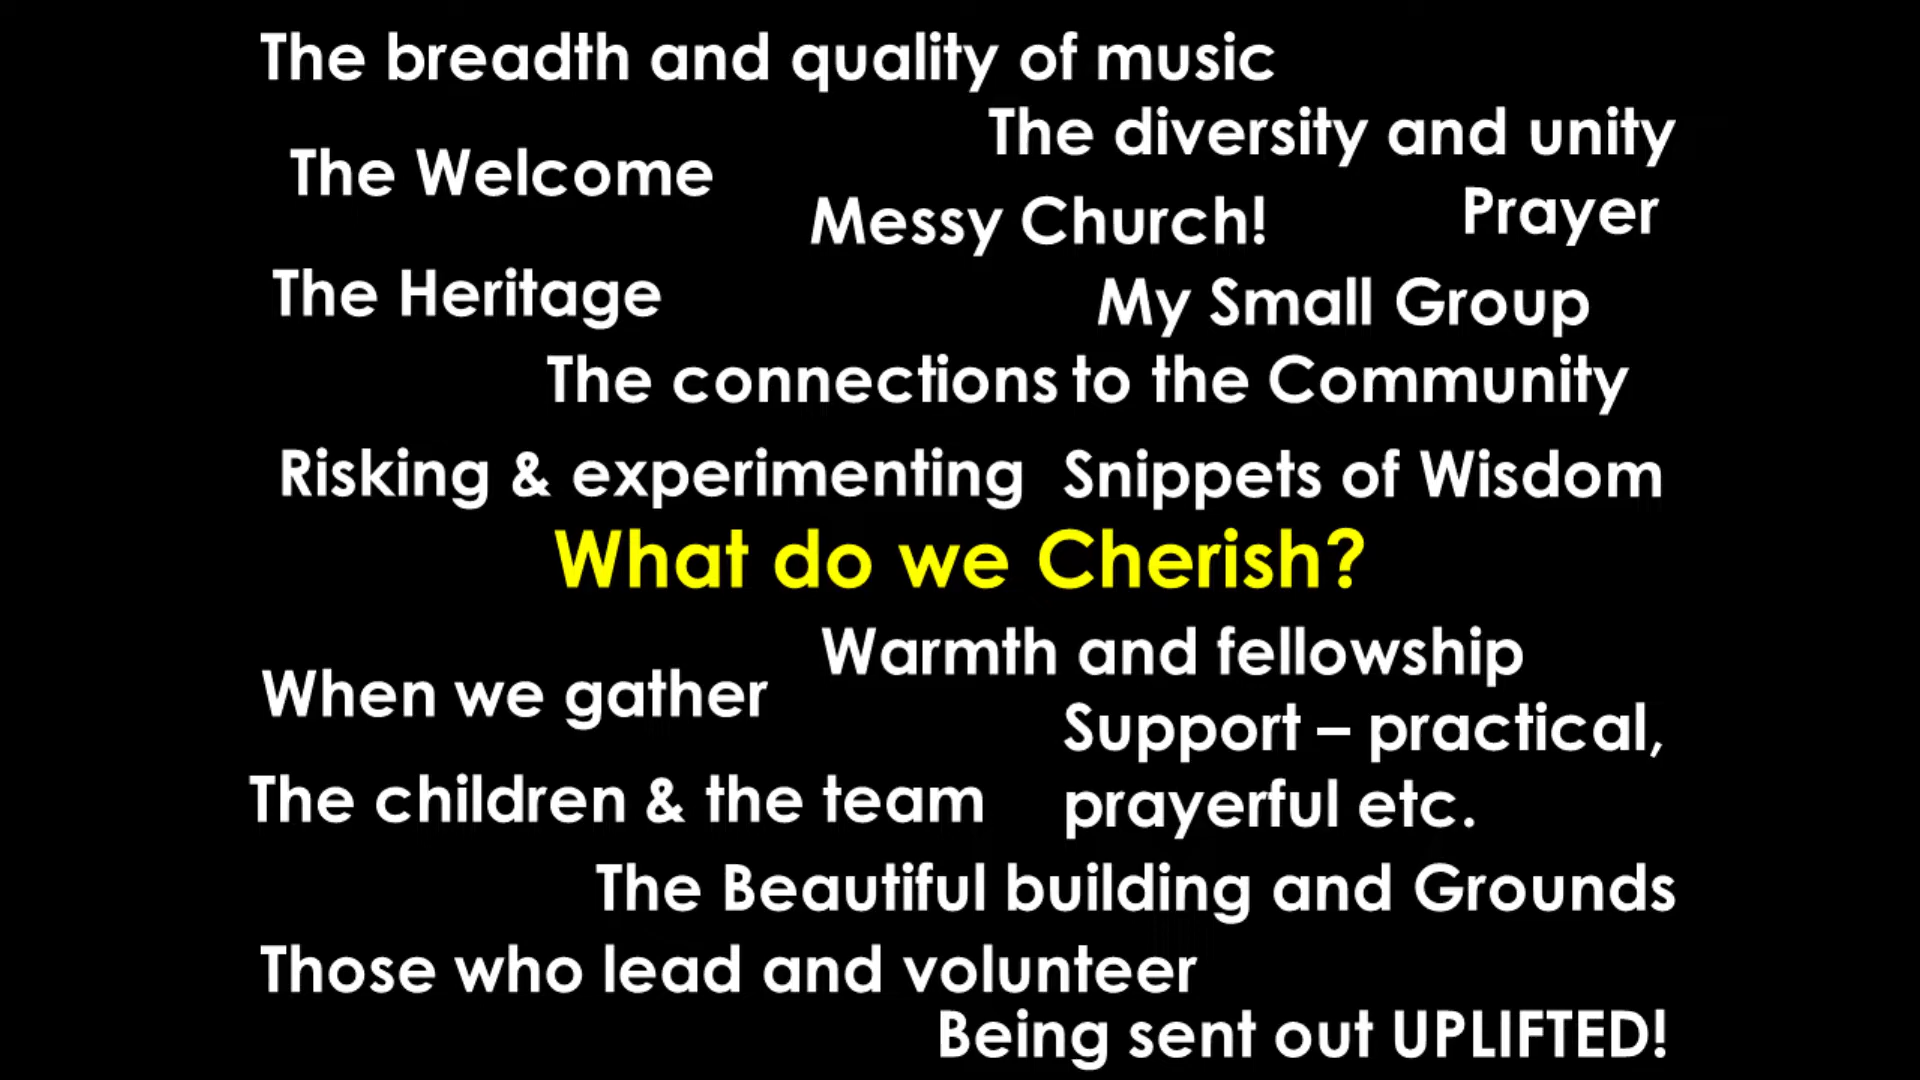 The breadth and quality of music
The diversity and unity
The Welcome
Prayer
Messy Church!
The Heritage
My Small Group
The connections to the Community
Risking & experimenting
Snippets of Wisdom
What do we Cherish?
Warmth and fellowship
When we gather
Support – practical,
prayerful etc.
The children & the team
The Beautiful building and Grounds
Those who lead and volunteer
Being sent out UPLIFTED!